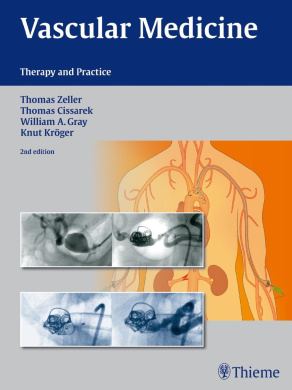 Vascular Medicine
Therapy and Practice
Thomas Zeller
Thomas Cissarek
William A. Gray
Knut Kröger
2nd edition
Thieme